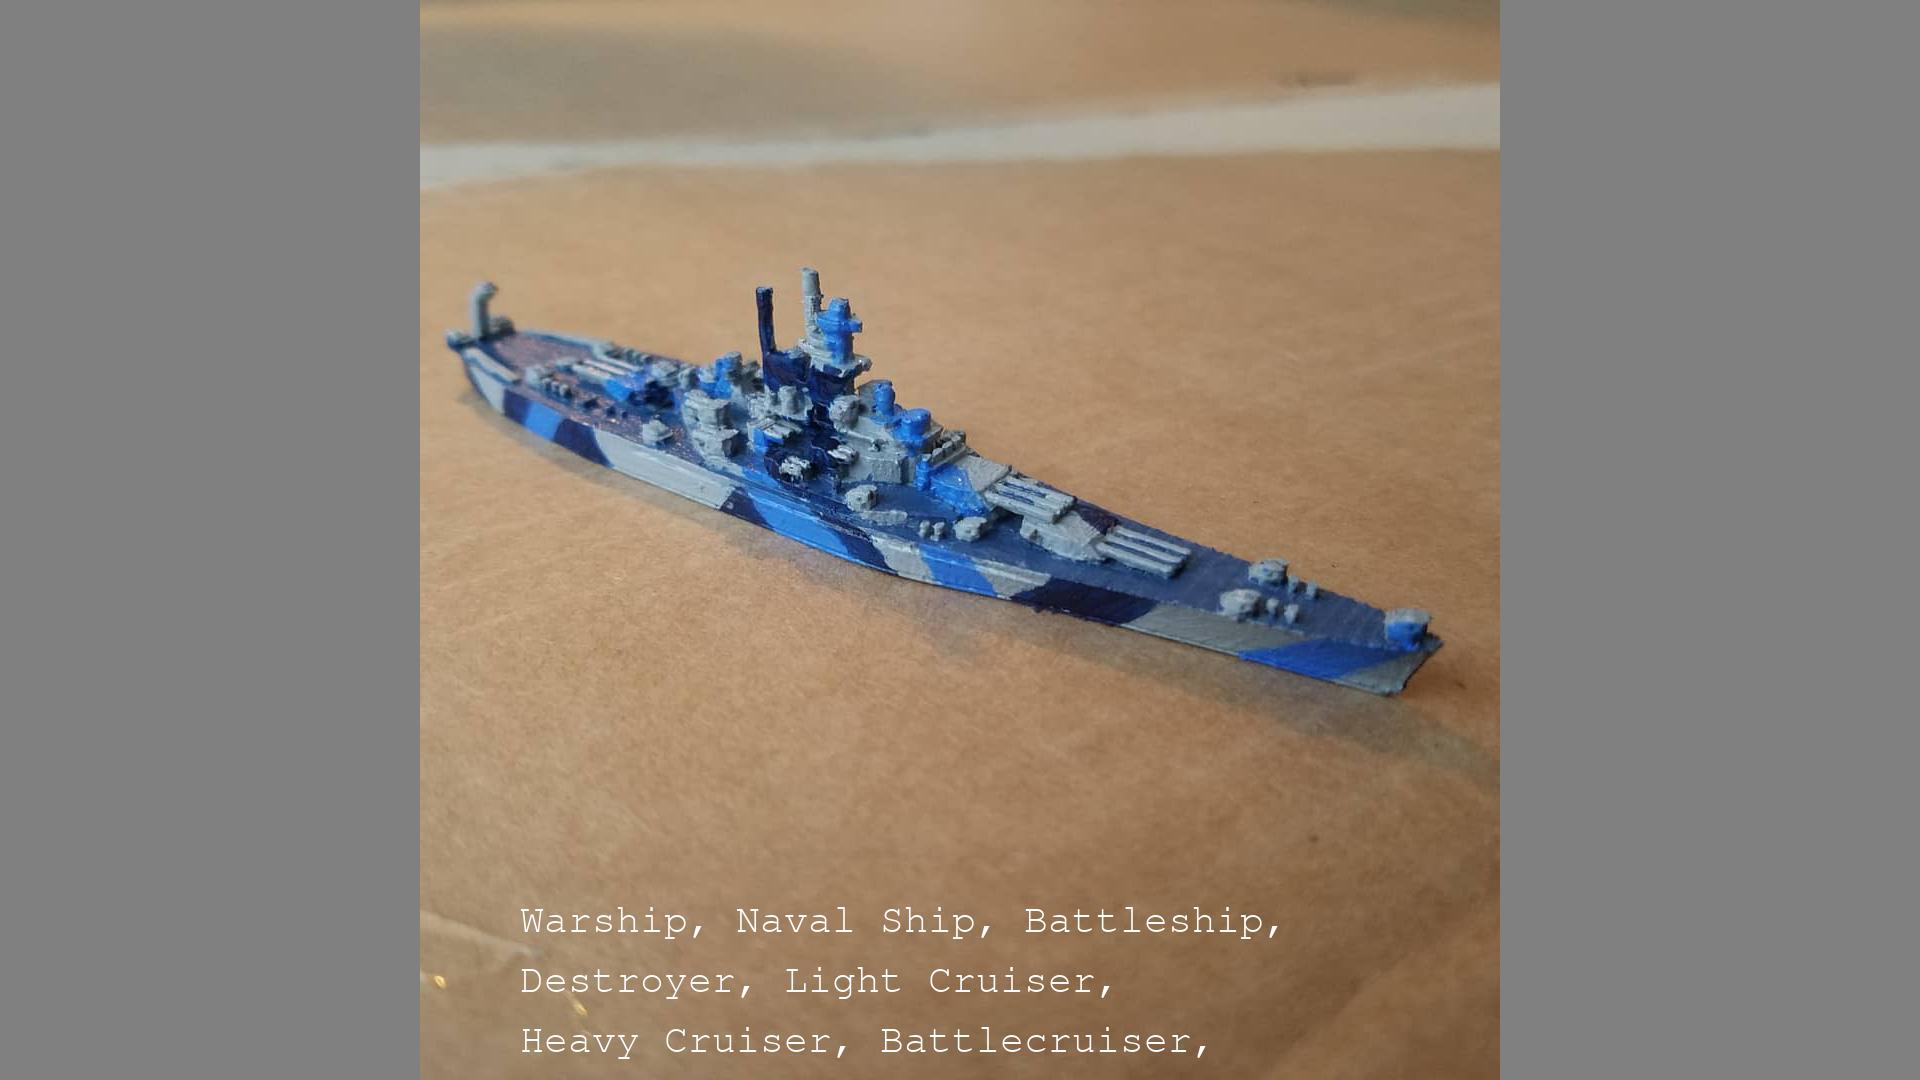 Warship, Naval Ship, Battleship,
Destroyer, Light Cruiser,
Heavy Cruiser, Battlecruiser,